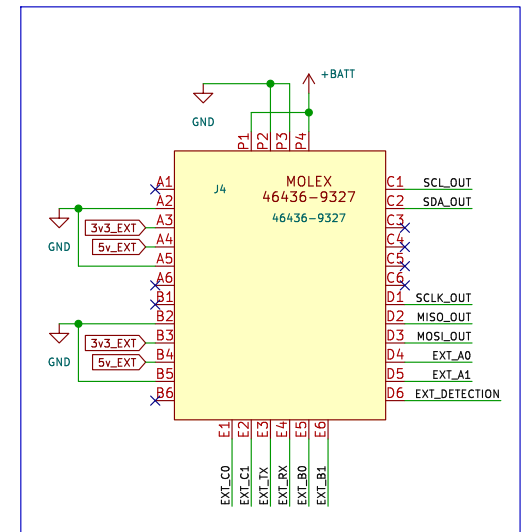 +BATT
GND
P1 P2 P3 P4
A1 J4 MOLEX C1 SCL_OUT
46436-9327
A2 C2 SDA_OUT
46436-9327
3v3_EXT A3 C3
GND 5v_EXT A4 C4
A5 C5
A6 C6
B1 D1 SCLK_OUT
B2 D2 MISO_OUT
3v3_EXT B3 D3 MOSI_OUT
GND 5v_EXT B4 D4 EXT_A0
B5 D5 EXT_A1
B6 D6 EXT_DETECTION
E1 E2 E3 E4 E5 E6
EXT_C0 EXT_C1 EXT_TX EXT_RX EXT_B0 EXT_B1